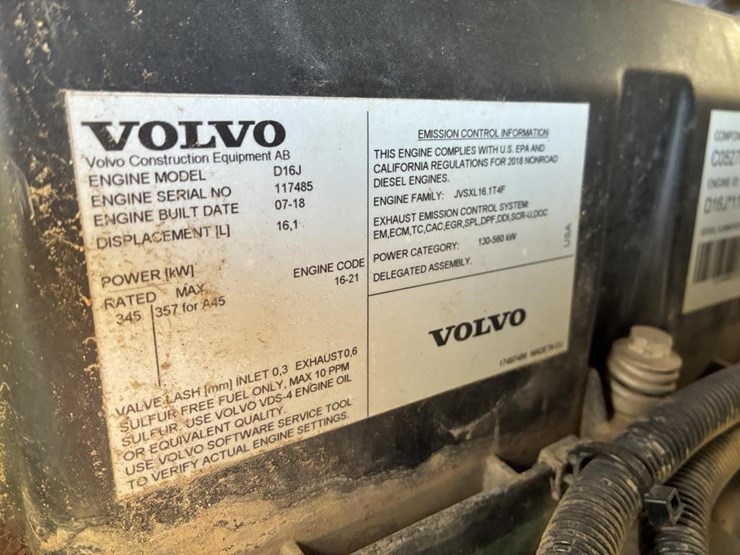 VOLVO
Volvo Construction Equipment AB
ENGINE MODEL D16J
ENGINE SERIAL NO 117485
ENGINE BUILT DATE 07-18
DISPLACEMENT [L] 16,1
POWER [kW] ENGINE CODE
RATED MAX 16-21
345 357 for A45
VALVE LASH [mm] INLET 0,3 EXHAUST 0,6
SULFUR FREE FUEL ONLY, MAX 10 PPM
SULFUR. USE VOLVO VDS-4 ENGINE OIL
OR EQUIVALENT QUALITY.
USE VOLVO SOFTWARE SERVICE TOOL
TO VERIFY ACTUAL ENGINE SETTINGS.
EMISSION CONTROL INFORMATION
THIS ENGINE COMPLIES WITH U.S. EPA AND
CALIFORNIA REGULATIONS FOR 2018 NONROAD
DIESEL ENGINES.
ENGINE FAMILY: JVSXL16.1T4F
EXHAUST EMISSION CONTROL SYSTEM:
EM,ECM,TC,CAC,EGR,SPL,DPF,DDI,SCR-U,DOC
POWER CATEGORY: 130-560 kW
DELEGATED ASSEMBLY.
USA
VOLVO